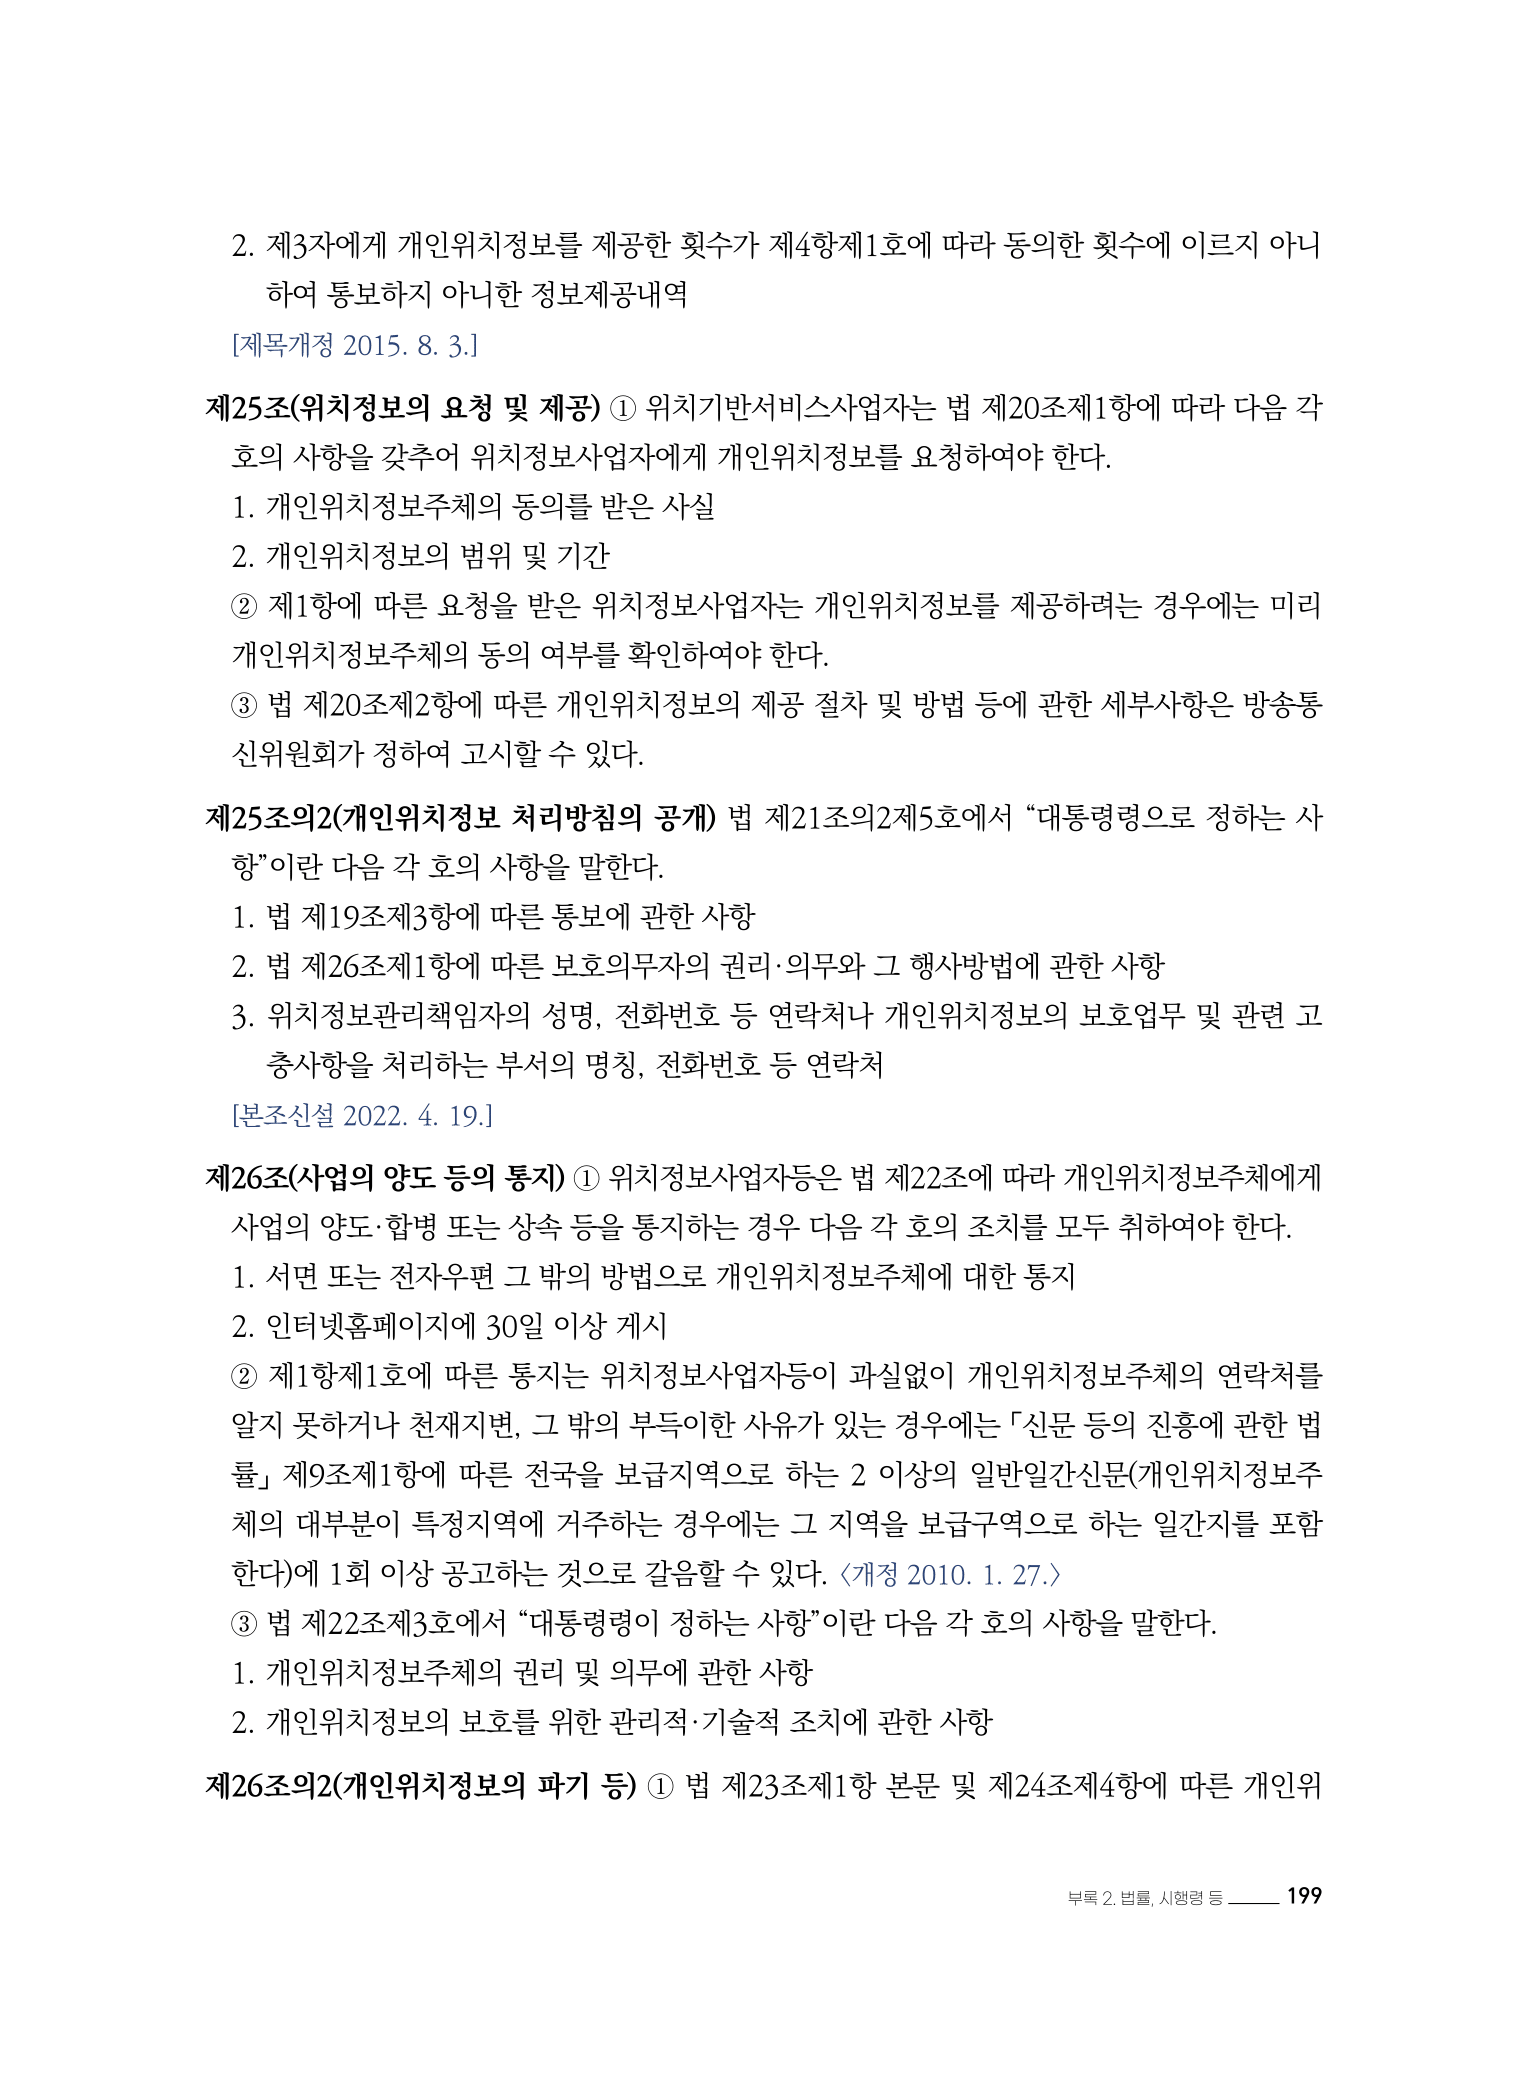 2. 제3자에게 개인위치정보를 제공한 횟수가 제4항제1호에 따라 동의한 횟수에 이르지 아니
하여 통보하지 아니한 정보제공내역
[제목개정 2015. 8. 3.]
제25조(위치정보의 요청 및 제공) ① 위치기반서비스사업자는 법 제20조제1항에 따라 다음 각
호의 사항을 갖추어 위치정보사업자에게 개인위치정보를 요청하여야 한다.
1. 개인위치정보주체의 동의를 받은 사실
2. 개인위치정보의 범위 및 기간
② 제1항에 따른 요청을 받은 위치정보사업자는 개인위치정보를 제공하려는 경우에는 미리
개인위치정보주체의 동의 여부를 확인하여야 한다.
③ 법 제20조제2항에 따른 개인위치정보의 제공 절차 및 방법 등에 관한 세부사항은 방송통
신위원회가 정하여 고시할 수 있다.
제25조의2(개인위치정보 처리방침의 공개) 법 제21조의2제5호에서 “대통령령으로 정하는 사
항”이란 다음 각 호의 사항을 말한다.
1. 법 제19조제3항에 따른 통보에 관한 사항
2. 법 제26조제1항에 따른 보호의무자의 권리·의무와 그 행사방법에 관한 사항
3. 위치정보관리책임자의 성명, 전화번호 등 연락처나 개인위치정보의 보호업무 및 관련 고
충사항을 처리하는 부서의 명칭, 전화번호 등 연락처
[본조신설 2022. 4. 19.]
제26조(사업의 양도 등의 통지) ① 위치정보사업자등은 법 제22조에 따라 개인위치정보주체에게
사업의 양도·합병 또는 상속 등을 통지하는 경우 다음 각 호의 조치를 모두 취하여야 한다.
1. 서면 또는 전자우편 그 밖의 방법으로 개인위치정보주체에 대한 통지
2. 인터넷홈페이지에 30일 이상 게시
② 제1항제1호에 따른 통지는 위치정보사업자등이 과실없이 개인위치정보주체의 연락처를
알지 못하거나 천재지변, 그 밖의 부득이한 사유가 있는 경우에는 「신문 등의 진흥에 관한 법
률」 제9조제1항에 따른 전국을 보급지역으로 하는 2 이상의 일반일간신문(개인위치정보주
체의 대부분이 특정지역에 거주하는 경우에는 그 지역을 보급구역으로 하는 일간지를 포함
한다)에 1회 이상 공고하는 것으로 갈음할 수 있다. 〈개정 2010. 1. 27.〉
③ 법 제22조제3호에서 “대통령령이 정하는 사항”이란 다음 각 호의 사항을 말한다.
1. 개인위치정보주체의 권리 및 의무에 관한 사항
2. 개인위치정보의 보호를 위한 관리적·기술적 조치에 관한 사항
제26조의2(개인위치정보의 파기 등) ① 법 제23조제1항 본문 및 제24조제4항에 따른 개인위
부록 2. 법률, 시행령 등 199